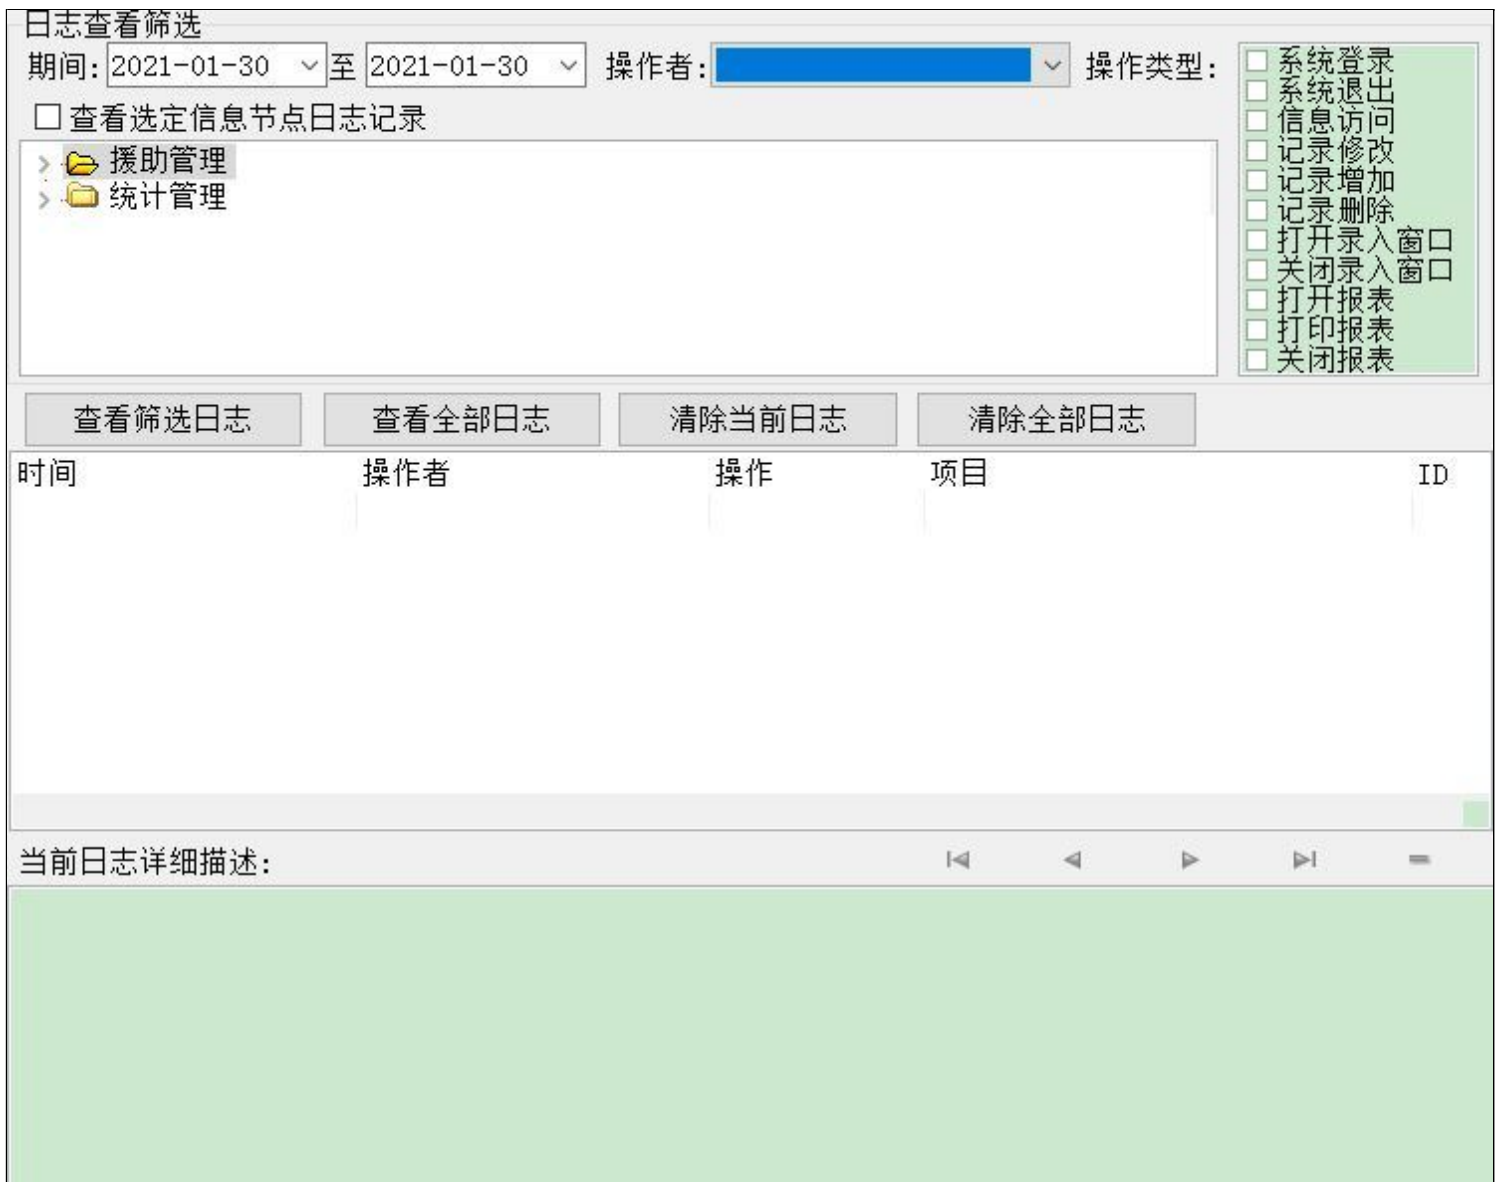 日志查看筛选
期间: 2021-01-30 至 2021-01-30 操作者: 操作类型:
系统登录
系统退出
信息访问
记录修改
记录增加
记录删除
打开录入窗口
关闭录入窗口
打开报表
打印报表
关闭报表
查看选定信息节点日志记录
援助管理
统计管理
查看筛选日志 查看全部日志 清除当前日志 清除全部日志
时间 操作者 操作 项目 ID
当前日志详细描述: